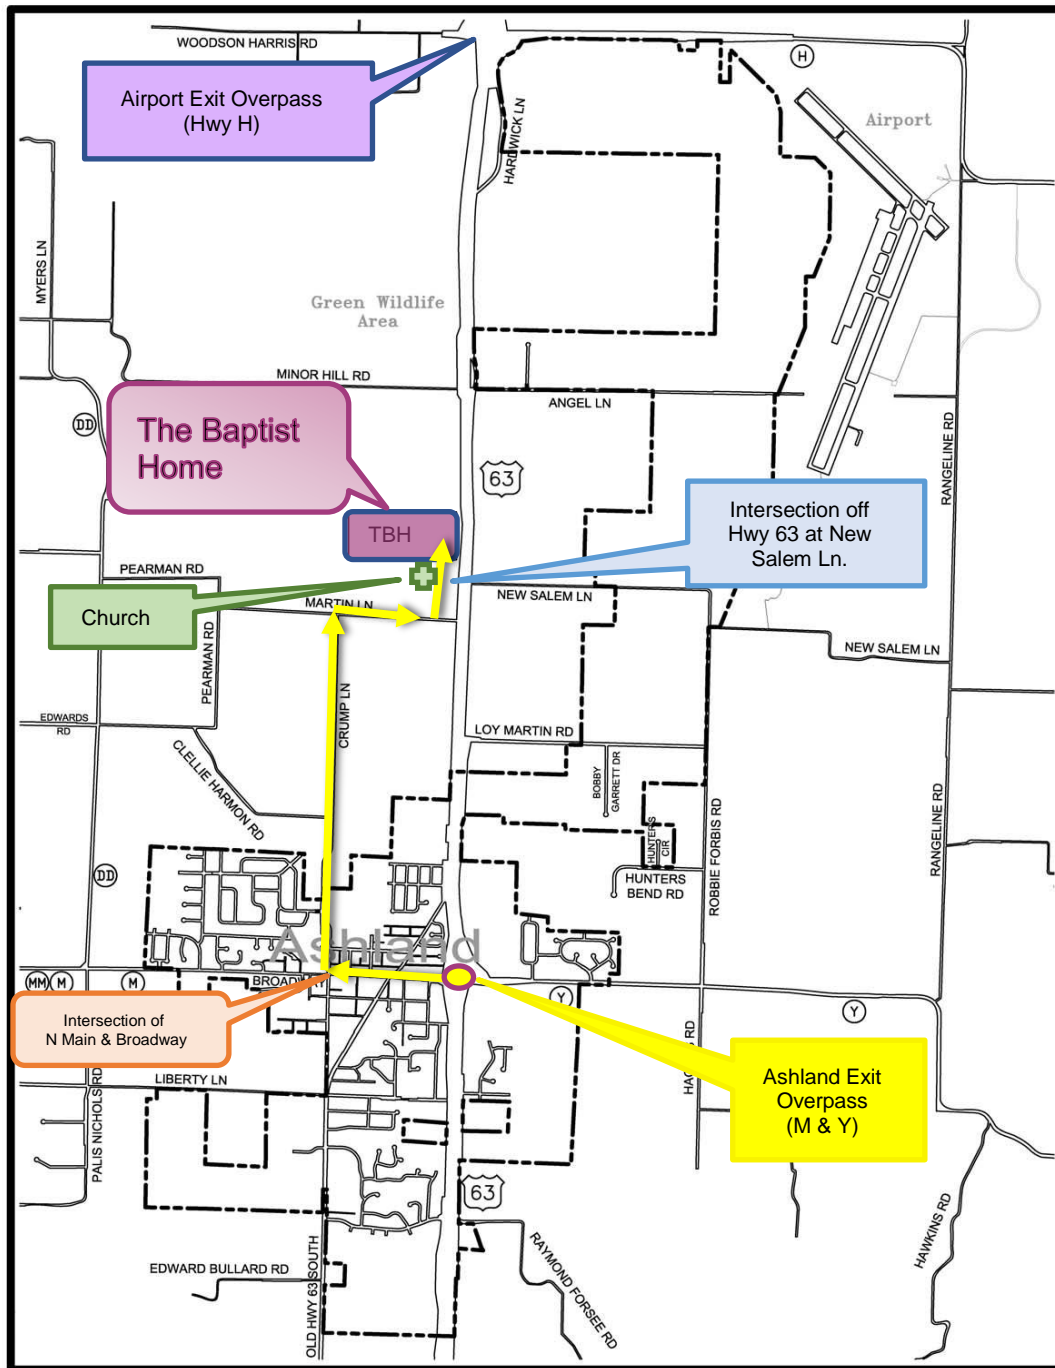 WOODSON HARRIS RD
H
Airport Exit Overpass
(Hwy H)
Airport
HARDWICK LN
MYERS LN
Green Wildlife
Area
MINOR HILL RD
ANGEL LN
DD
The Baptist
Home
63
RANGELINE RD
Intersection off
Hwy 63 at New
Salem Ln.
TBH
PEARMAN RD
NEW SALEM LN
MARTIN LN
Church
PEARMAN RD
NEW SALEM LN
EDWARDS
RD
CRUMP LN
LOY MARTIN RD
CLELLIE HARMON RD
BOBBY
GARRETT DR
HUNTER'S
CIR
ROBBIE FORBIS RD
RANGELINE RD
DD
HUNTERS
BEND RD
Ashland
MM
M
M
Y
Y
Intersection of
N Main & Broadway
LIBERTY LN
PALIS NICHOLS RD
Ashland Exit
Overpass
(M & Y)
63
HAWKINS RD
RAYMOND FORSEE RD
EDWARD BULLARD RD
OLD HWY 63 SOUTH